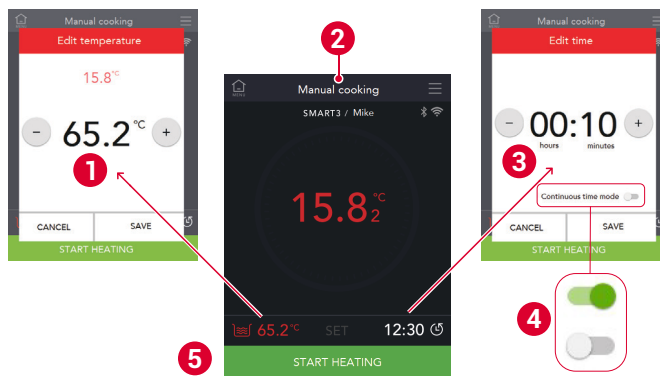 Manual cooking
Edit temperature
15.8°C
- 65.2 °C +
1
CANCEL SAVE
START HEATING
2
Manual cooking
SMART3 / Mike
15.82 °C
65.2°C SET 12:30
5
START HEATING
Manual cooking
Edit time
- 00:10 +
hours minutes
3
Continuous time mode
CANCEL SAVE
START HEATING
4